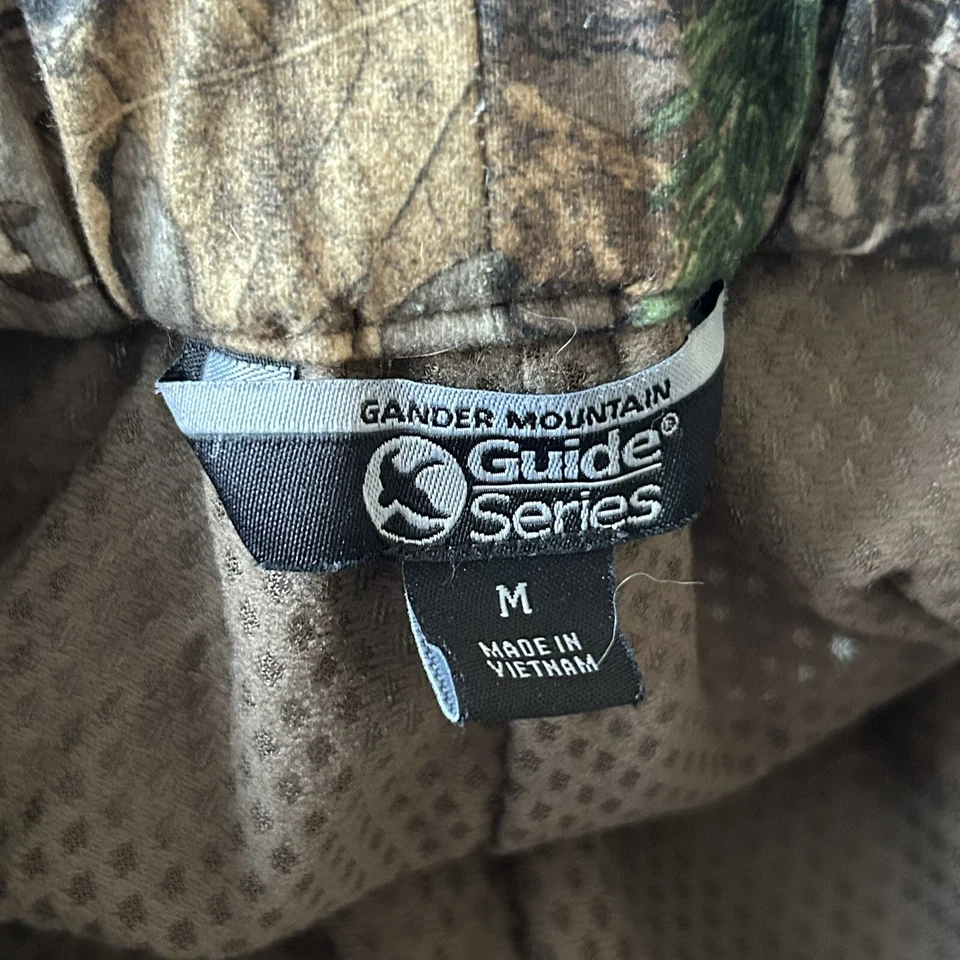 GANDER MOUNTAIN
Guide®
Series
M
MADE IN
VIETNAM